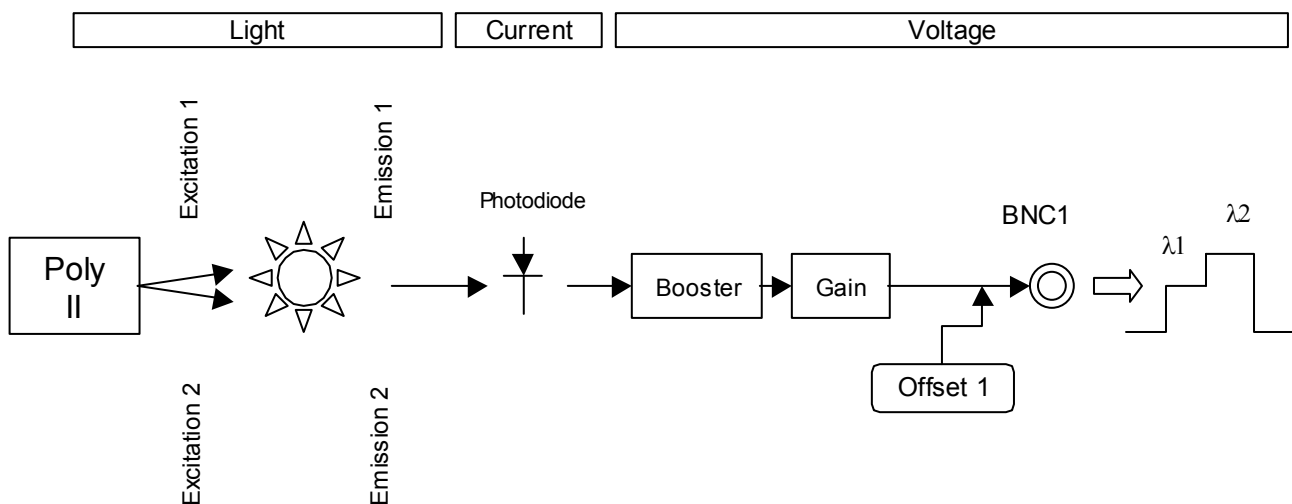 Light
Current
Voltage
Excitation 1
Emission 1
Photodiode
BNC1
λ1
λ2
Poly
II
Booster
Gain
Offset 1
Excitation 2
Emission 2